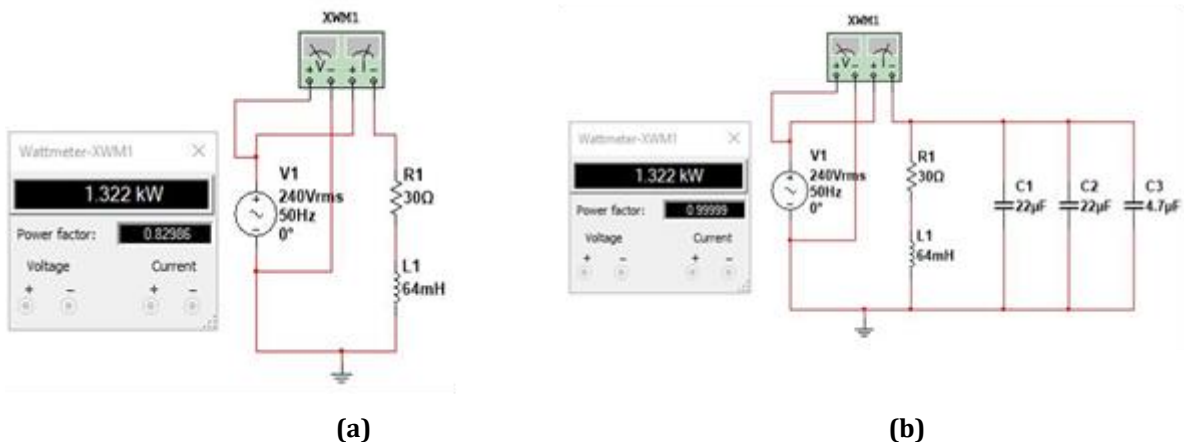 XWM1
V
I
+ - + -
Wattmeter-XWM1
1.322 kW
Power factor: 0.82986
Voltage Current
+ - + -
V1
240Vrms
50Hz
0°
R1
30Ω
L1
64mH
(a)
XWM1
V
I
+ - + -
Wattmeter-XWM1
1.322 kW
Power factor: 0.99999
Voltage Current
+ - + -
V1
240Vrms
50Hz
0°
R1
30Ω
L1
64mH
C1
22µF
C2
22µF
C3
4.7µF
(b)